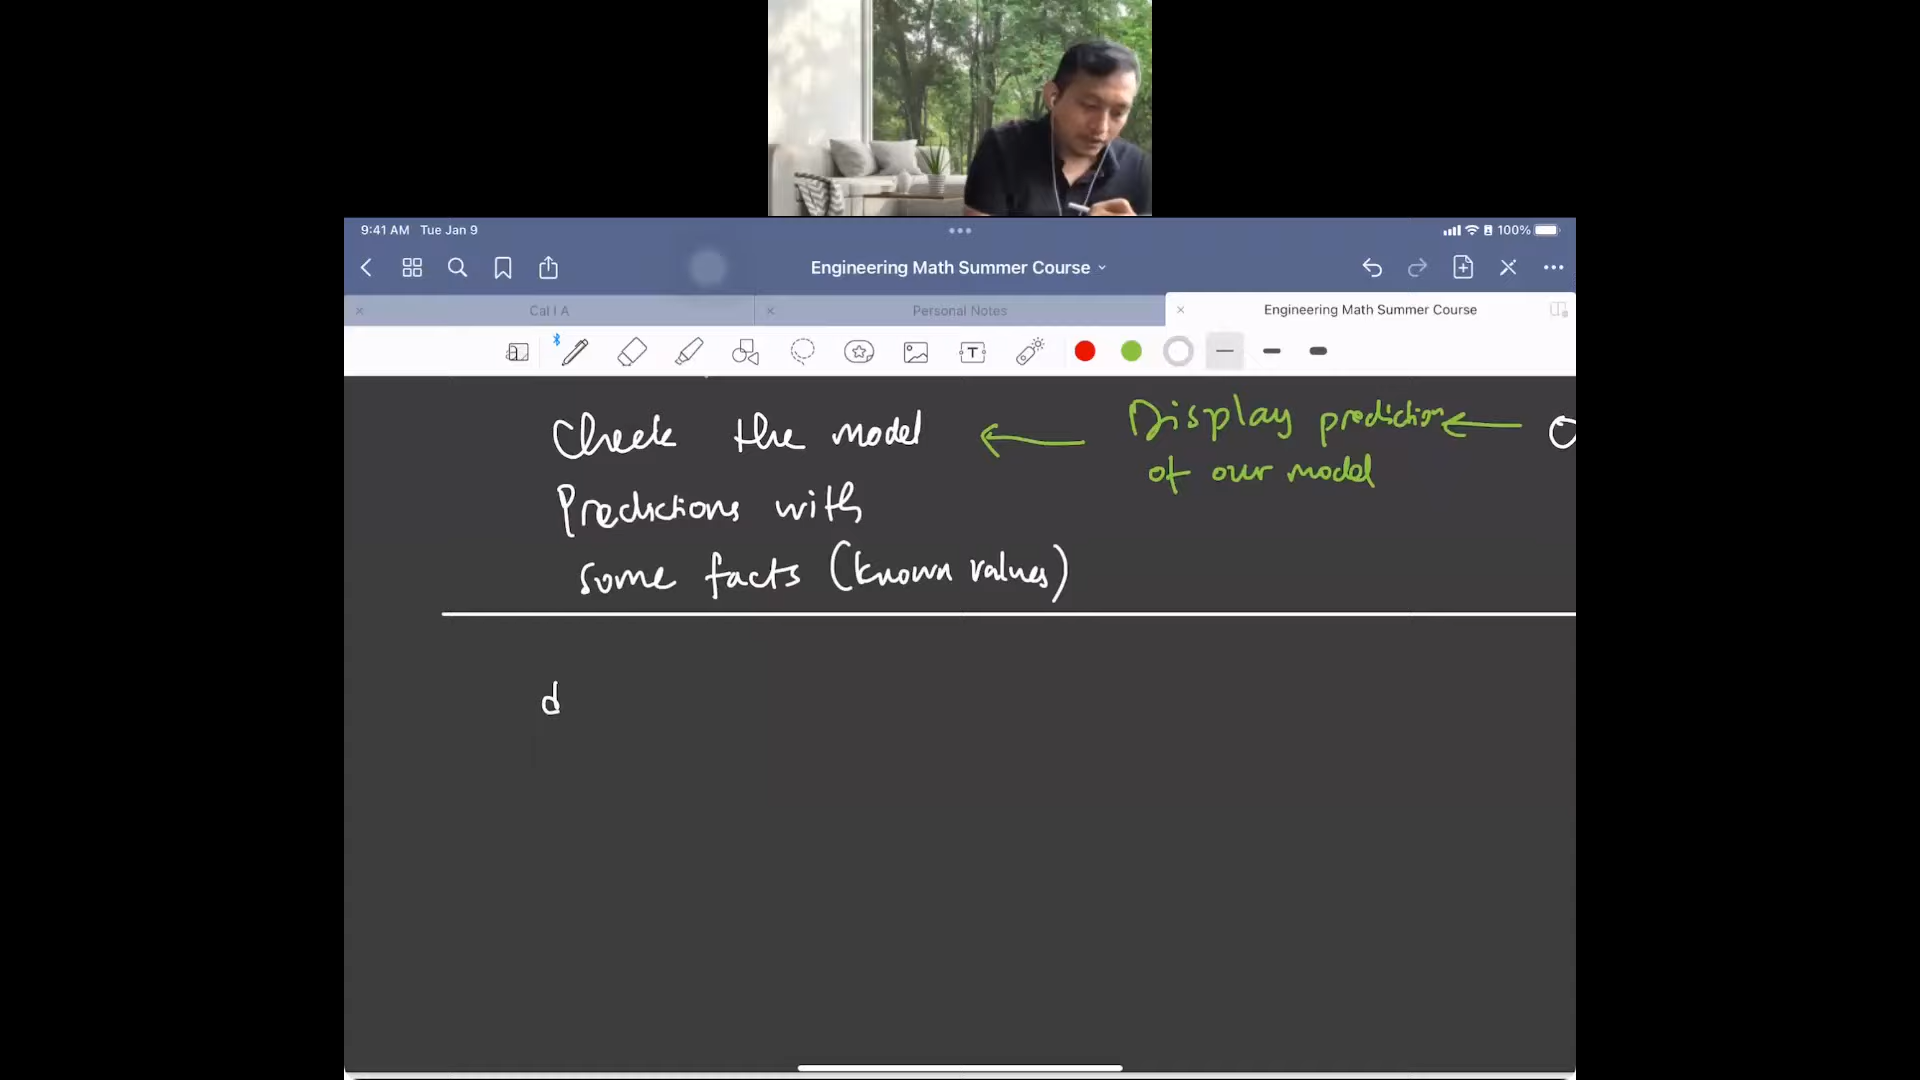 9:41 AM Tue Jan 9
100%
Engineering Math Summer Course
Cal I A
Personal Notes
Engineering Math Summer Course
T
Check the model ← Display prediction ←
of our model
Predictions with
some facts (known values)
d